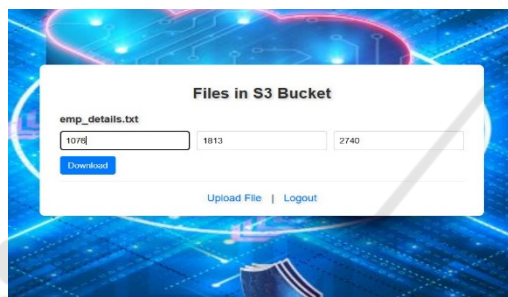 Files in S3 Bucket
emp_details.txt
1078 1813 2740
Download
Upload File | Logout